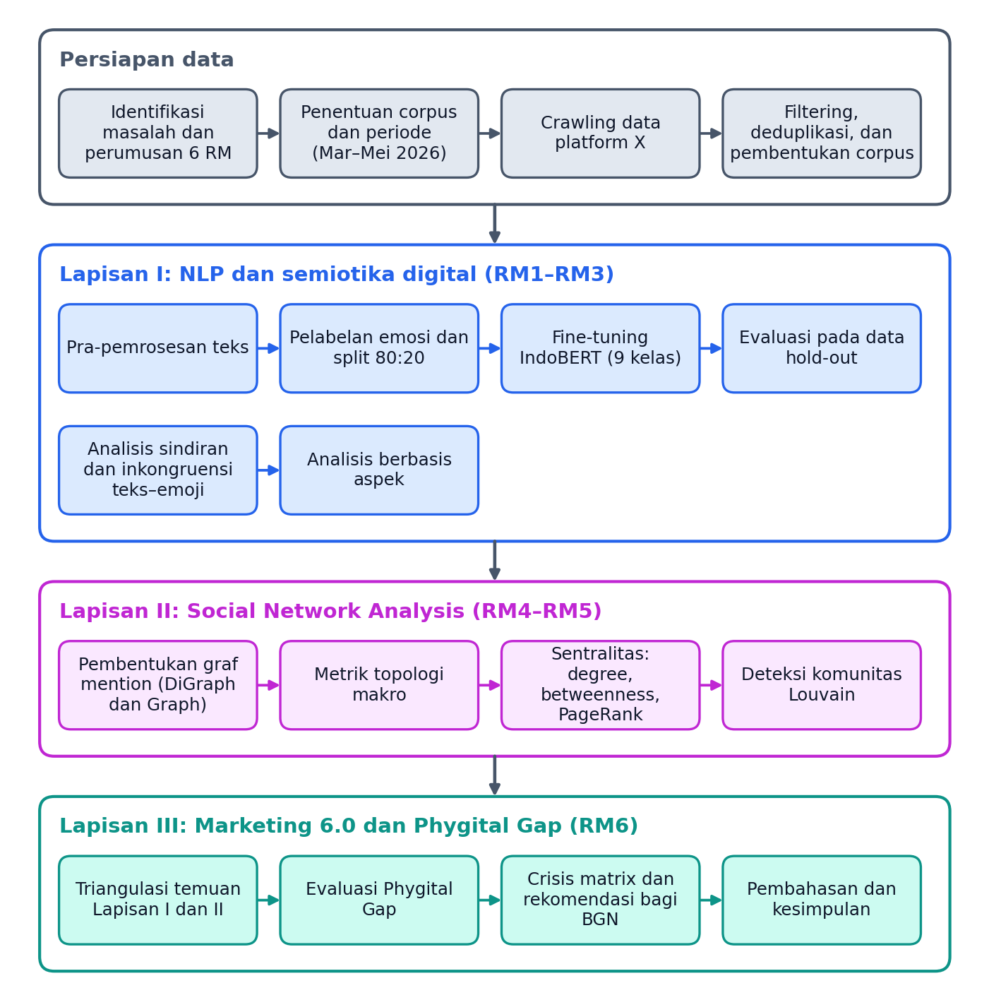 Persiapan data
Identifikasi
masalah dan
perumusan 6 RM
Penentuan corpus
dan periode
(Mar–Mei 2026)
Crawling data
platform X
Filtering,
deduplikasi, dan
pembentukan corpus
Lapisan I: NLP dan semiotika digital (RM1–RM3)
Pra-pemrosesan teks
Pelabelan emosi dan
split 80:20
Fine-tuning
IndoBERT (9 kelas)
Evaluasi pada data
hold-out
Analisis sindiran
dan inkongruensi
teks–emoji
Analisis berbasis
aspek
Lapisan II: Social Network Analysis (RM4–RM5)
Pembentukan graf
mention (DiGraph
dan Graph)
Metrik topologi
makro
Sentralitas:
degree,
betweenness,
PageRank
Deteksi komunitas
Louvain
Lapisan III: Marketing 6.0 dan Phygital Gap (RM6)
Triangulasi temuan
Lapisan I dan II
Evaluasi Phygital
Gap
Crisis matrix dan
rekomendasi bagi
BGN
Pembahasan dan
kesimpulan